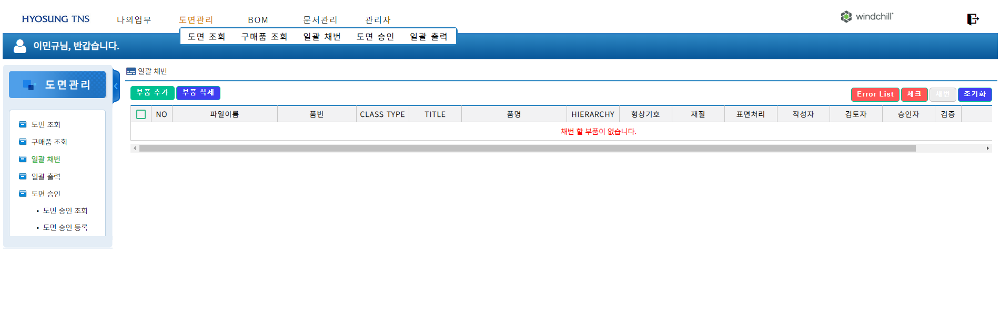 HYOSUNG TNS 나의업무 도면관리 BOM 문서관리 관리자 windchill®
도면 조회 구매품 조회 일괄 채번 도면 승인 일괄 출력
이민규님, 반갑습니다.
도면관리
도면 조회
구매품 조회
일괄 채번
일괄 출력
도면 승인
도면 승인 조회
도면 승인 등록
일괄 채번
부품 추가 부품 삭제 Error List 체크 채번 초기화
NO 파일이름 품번 CLASS TYPE TITLE 품명 HIERARCHY 형상기호 재질 표면처리 작성자 검토자 승인자 검증
채번 할 부품이 없습니다.